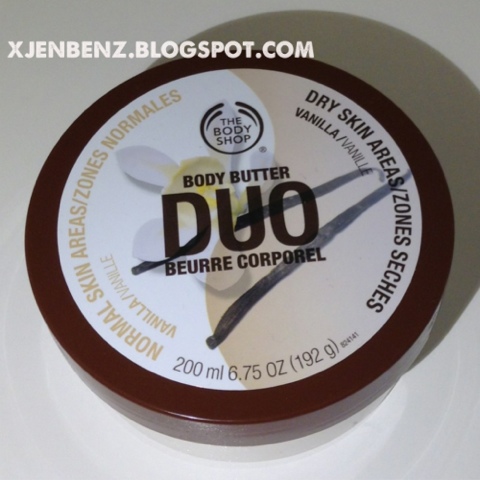 XJENBENZ.BLOGSPOT.COM
THE
BODY
SHOP
®
BODY BUTTER
DUO
BEURRE CORPOREL
NORMAL SKIN AREAS/ZONES NORMALES
VANILLA/VANILLE
DRY SKIN AREAS/ZONES SECHES
VANILLA/VANILLE
200 ml 6.75 OZ (192 g)
824141